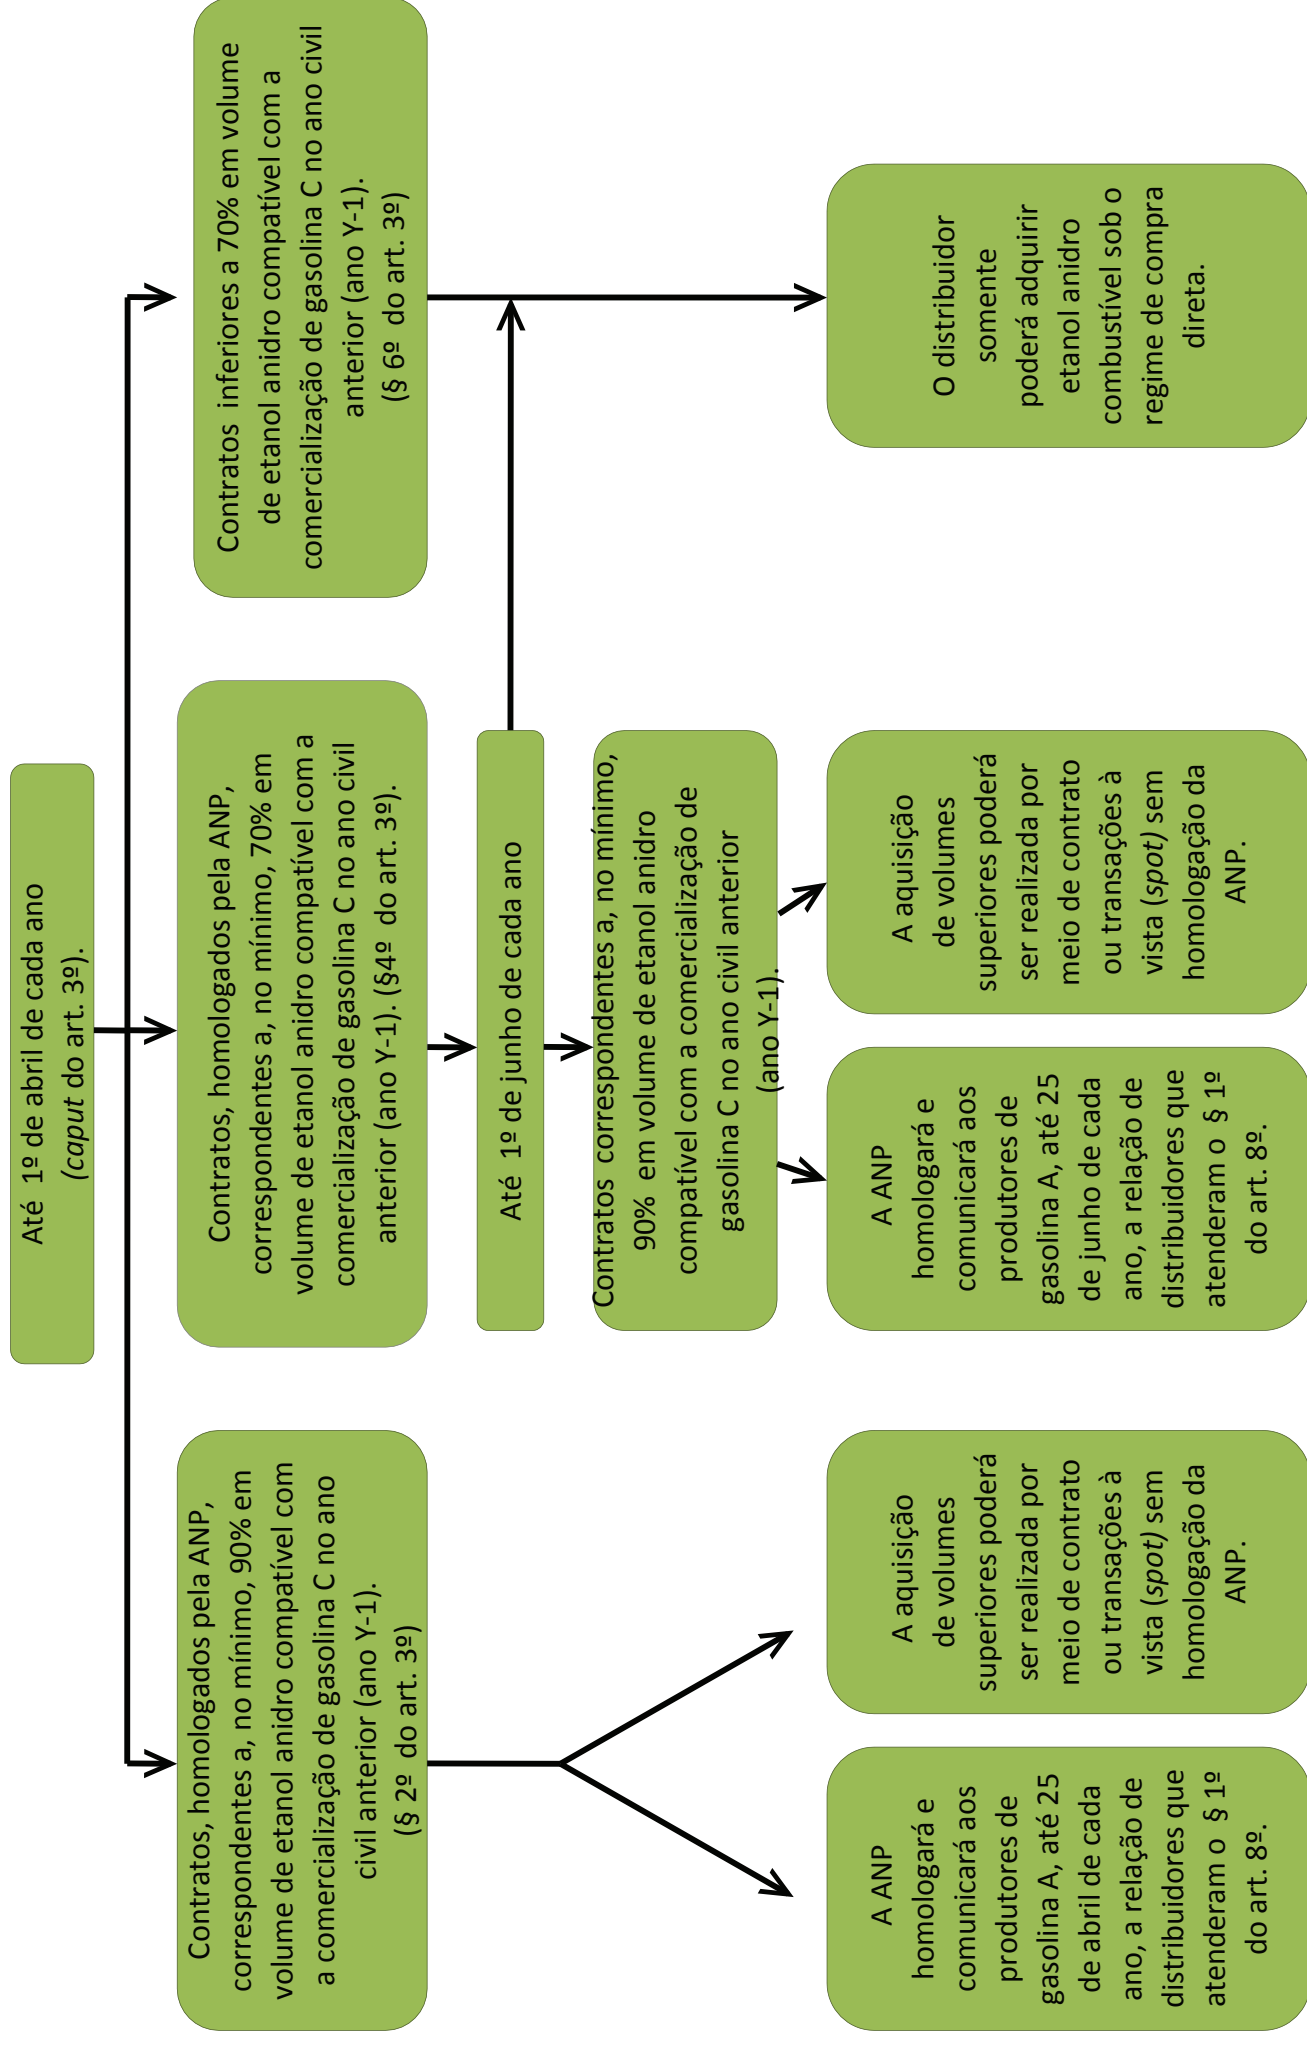 Até 1º de abril de cada ano
(caput do art. 3º).
Contratos, homologados pela ANP,
correspondentes a, no mínimo, 90% em
volume de etanol anidro compatível com
a comercialização de gasolina C no ano
civil anterior (ano Y-1).
(§ 2º do art. 3º)
Contratos, homologados pela ANP,
correspondentes a, no mínimo, 70% em
volume de etanol anidro compatível com a
comercialização de gasolina C no ano civil
anterior (ano Y-1). (§4º do art. 3º).
Contratos inferiores a 70% em volume
de etanol anidro compatível com a
comercialização de gasolina C no ano civil
anterior (ano Y-1).
(§ 6º do art. 3º)
Até 1º de junho de cada ano
Contratos correspondentes a, no mínimo,
90% em volume de etanol anidro
compatível com a comercialização de
gasolina C no ano civil anterior
(ano Y-1).
A ANP
homologará e
comunicará aos
produtores de
gasolina A, até 25
de abril de cada
ano, a relação de
distribuidores que
atenderam o § 1º
do art. 8º.
A aquisição
de volumes
superiores poderá
ser realizada por
meio de contrato
ou transações à
vista (spot) sem
homologação da
ANP.
A ANP
homologará e
comunicará aos
produtores de
gasolina A, até 25
de junho de cada
ano, a relação de
distribuidores que
atenderam o § 1º
do art. 8º.
A aquisição
de volumes
superiores poderá
ser realizada por
meio de contrato
ou transações à
vista (spot) sem
homologação da
ANP.
O distribuidor
somente
poderá adquirir
etanol anidro
combustível sob o
regime de compra
direta.